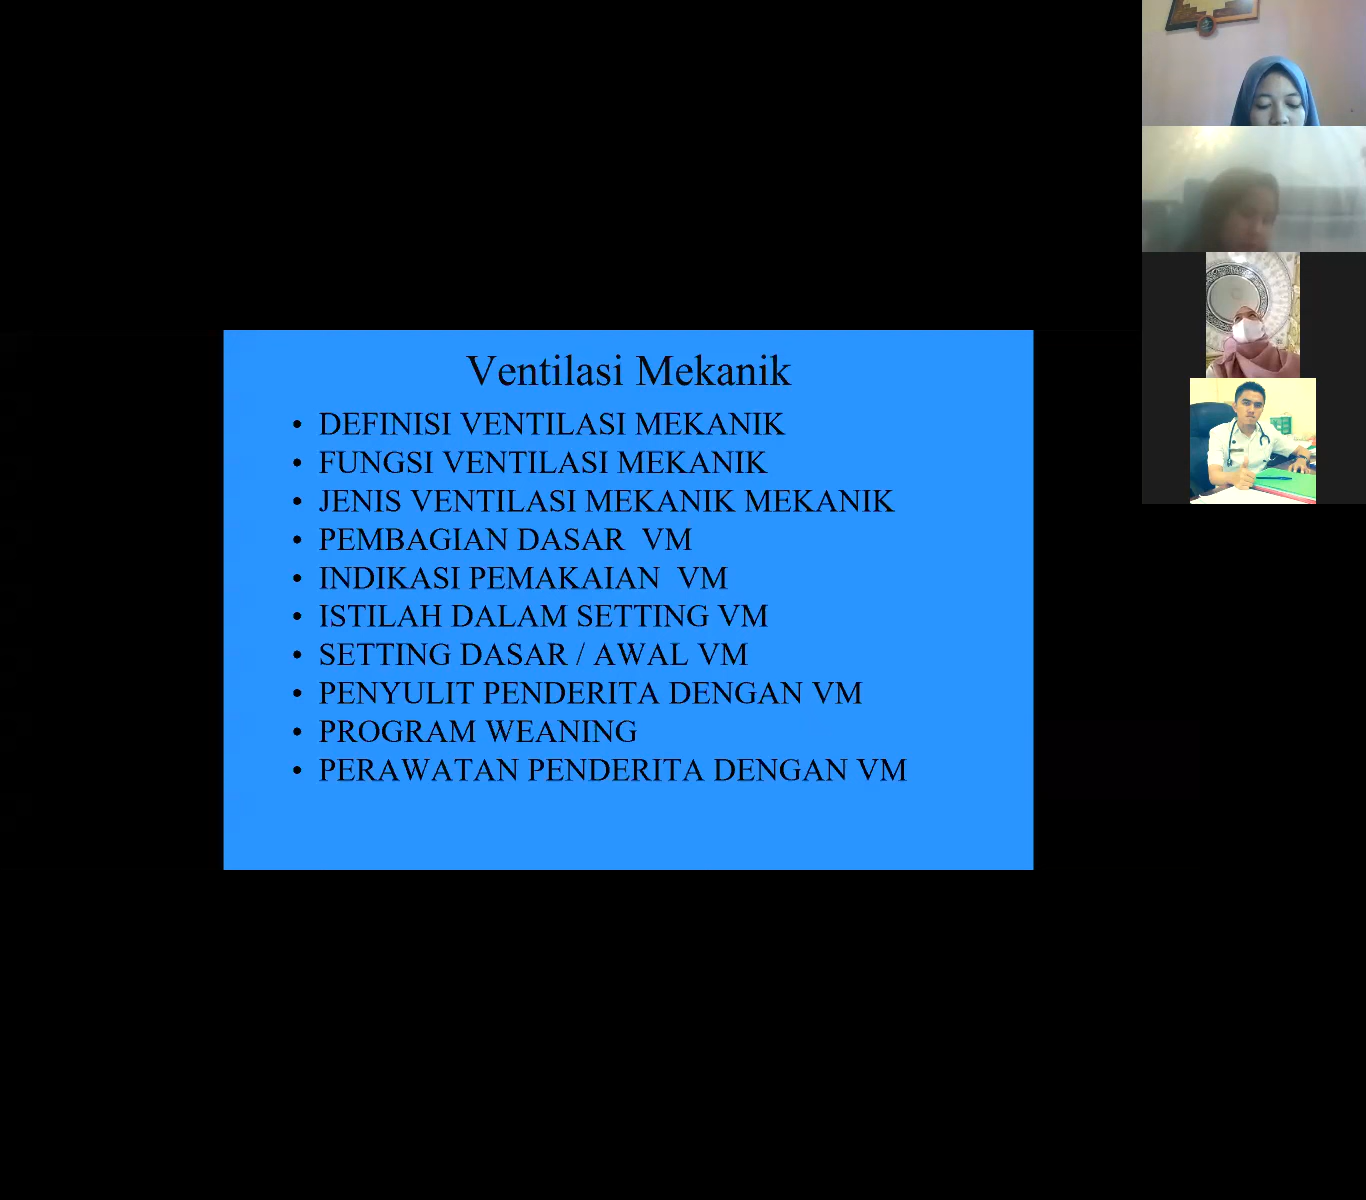 Ventilasi Mekanik
• DEFINISI VENTILASI MEKANIK
• FUNGSI VENTILASI MEKANIK
• JENIS VENTILASI MEKANIK MEKANIK
• PEMBAGIAN DASAR VM
• INDIKASI PEMAKAIAN VM
• ISTILAH DALAM SETTING VM
• SETTING DASAR / AWAL VM
• PENYULIT PENDERITA DENGAN VM
• PROGRAM WEANING
• PERAWATAN PENDERITA DENGAN VM